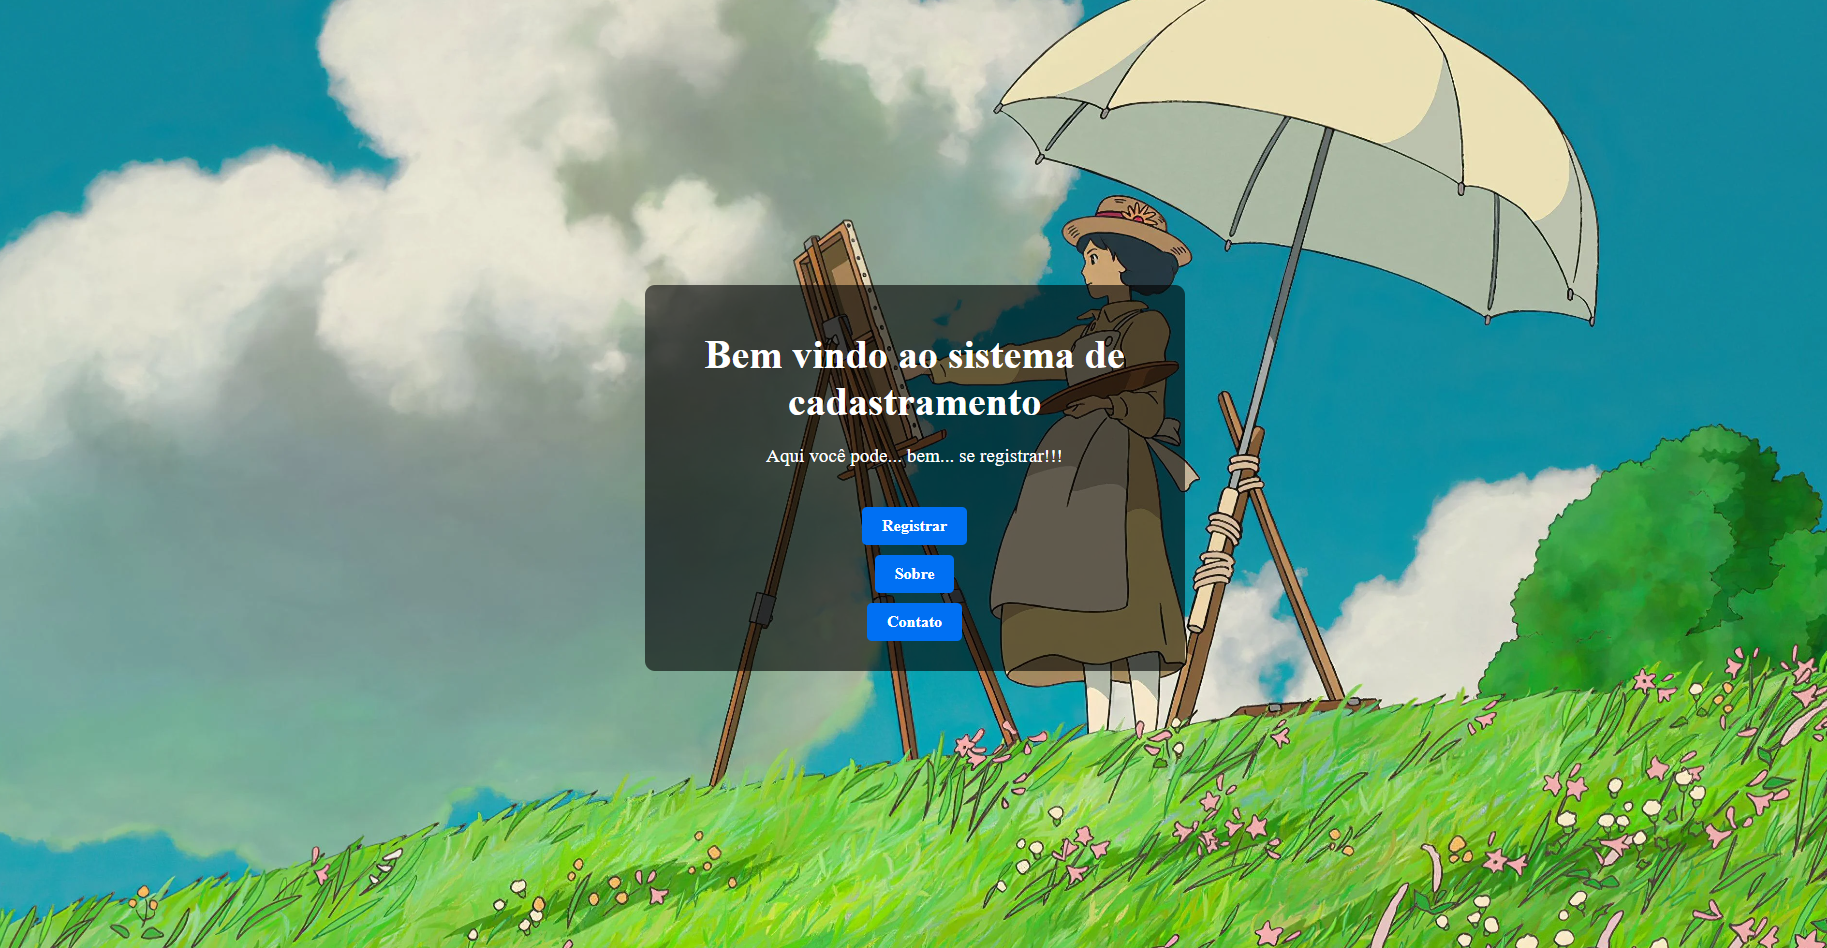 Bem vindo ao sistema de
cadastramento
Aqui você pode... bem... se registrar!!!
Registrar
Sobre
Contato